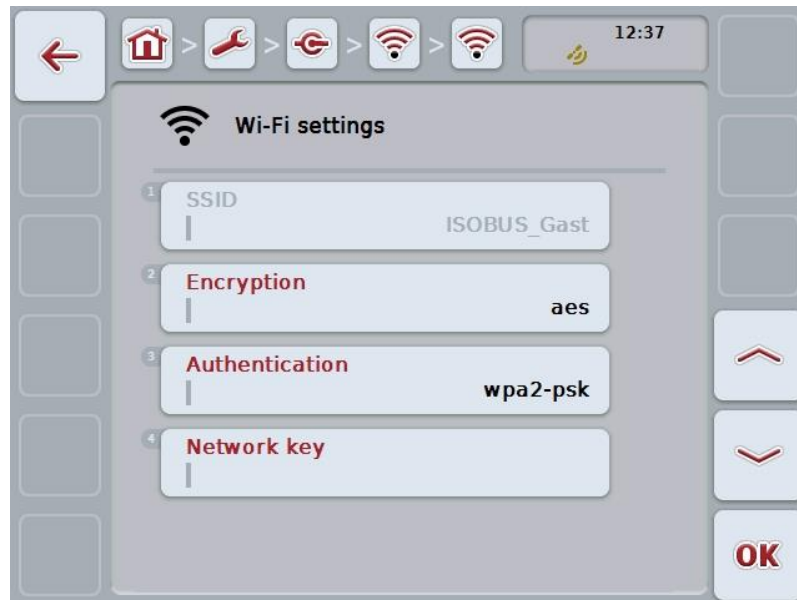 12:37
Wi-Fi settings
1
SSID
ISOBUS_Gast
2
Encryption
aes
3
Authentication
wpa2-psk
4
Network key
OK